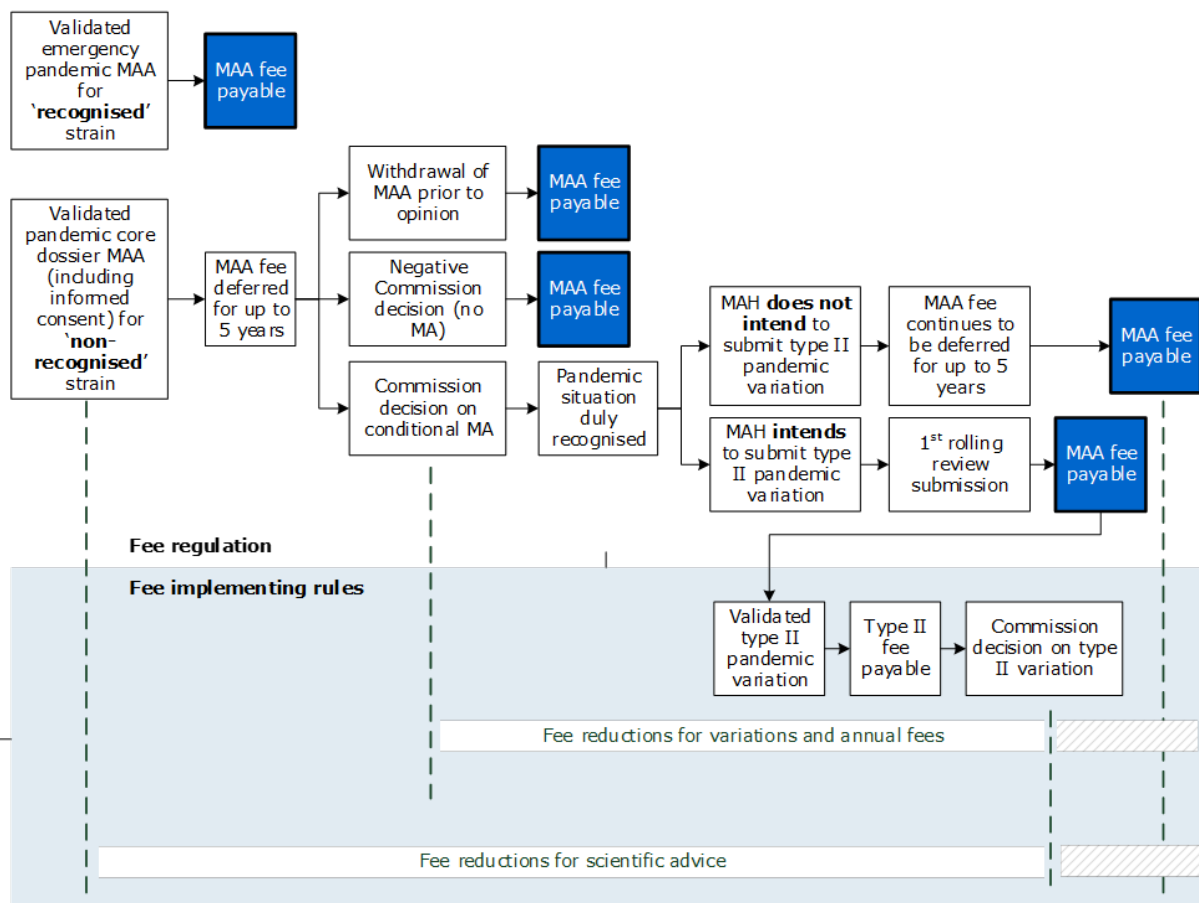 Validated
emergency
pandemic MAA
for
‘recognised’
strain
MAA fee
payable
Validated
pandemic core
dossier MAA
(including
informed
consent) for
‘non-
recognised’
strain
MAA fee
deferred
for up to
5 years
Withdrawal of
MAA prior to
opinion
MAA fee
payable
Negative
Commission
decision (no
MA)
MAA fee
payable
Commission
decision on
conditional MA
Pandemic
situation
duly
recognised
MAH does not
intend to
submit type II
pandemic
variation
MAA fee
continues to
be deferred
for up to 5
years
MAA fee
payable
MAH intends
to submit type
II pandemic
variation
1st rolling
review
submission
MAA fee
payable
Fee regulation
Fee implementing rules
Validated
type II
pandemic
variation
Type II
fee
payable
Commission
decision on type
II variation
Fee reductions for variations and annual fees
Fee reductions for scientific advice